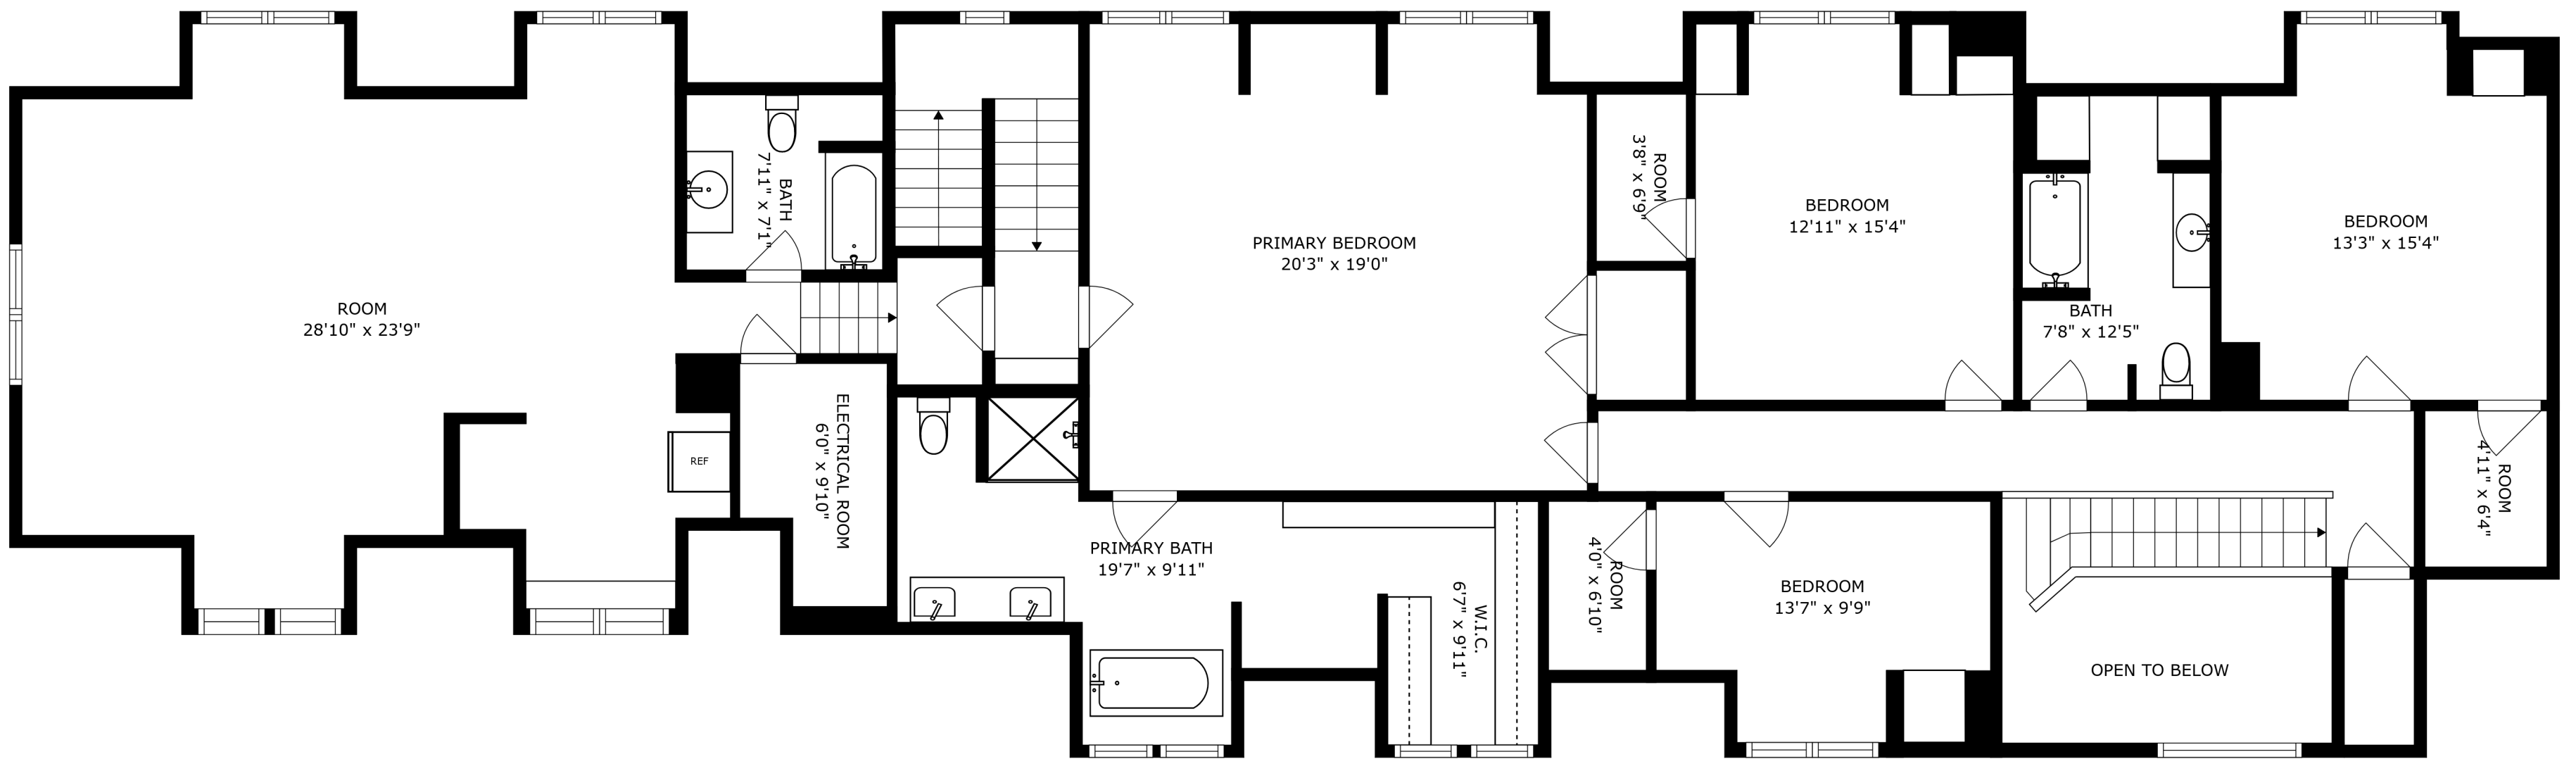 ROOM
28'10" x 23'9"
BATH
7'11" x 7'1"
REF
ELECTRICAL ROOM
6'0" x 9'10"
PRIMARY BEDROOM
20'3" x 19'0"
PRIMARY BATH
19'7" x 9'11"
W.I.C.
6'7" x 9'11"
ROOM
3'8" x 6'9"
BEDROOM
12'11" x 15'4"
BATH
7'8" x 12'5"
BEDROOM
13'3" x 15'4"
ROOM
4'11" x 6'4"
ROOM
4'0" x 6'10"
BEDROOM
13'7" x 9'9"
OPEN TO BELOW